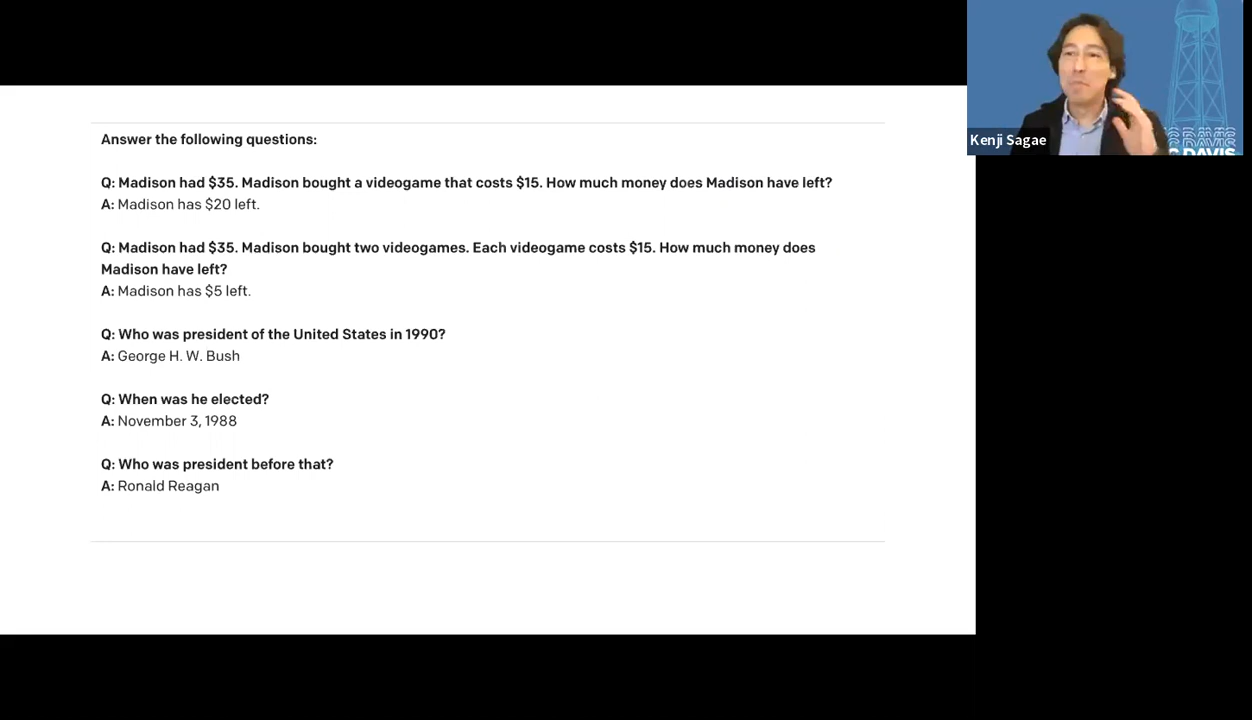 Answer the following questions:
Q: Madison had $35. Madison bought a videogame that costs $15. How much money does Madison have left?
A: Madison has $20 left.
Q: Madison had $35. Madison bought two videogames. Each videogame costs $15. How much money does
Madison have left?
A: Madison has $5 left.
Q: Who was president of the United States in 1990?
A: George H. W. Bush
Q: When was he elected?
A: November 3, 1988
Q: Who was president before that?
A: Ronald Reagan
Kenji Sagae
DAVIS